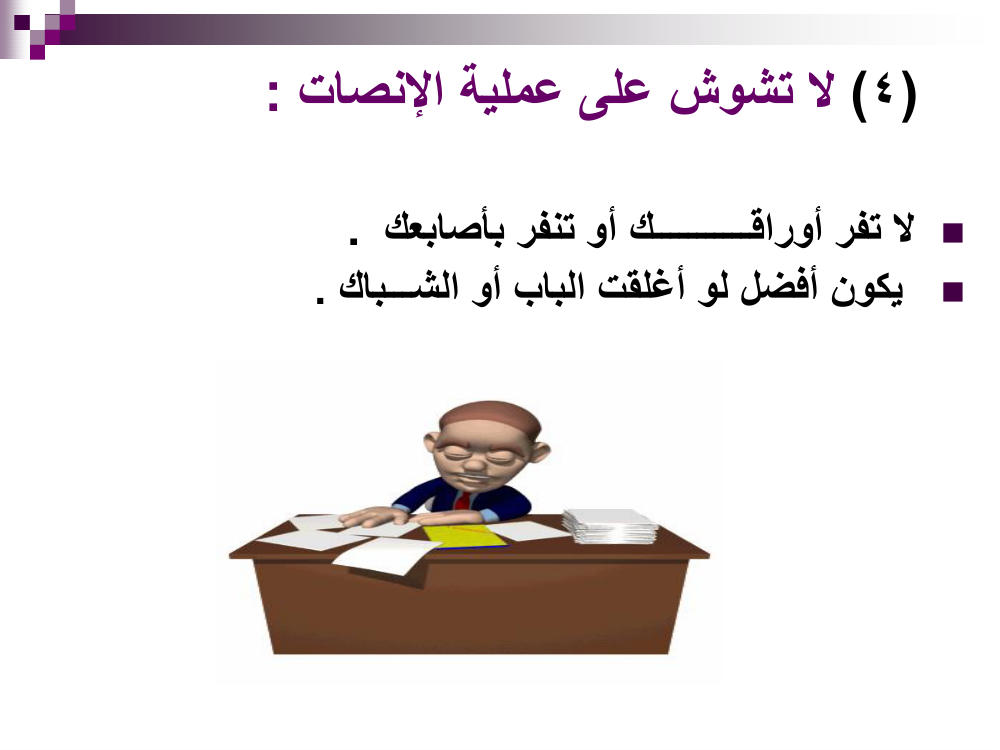 (٤) لا تشوش على عملية الإنصات :
لا تفر أوراقـــــــــك أو تنفر بأصابعك .
يكون أفضل لو أغلقت الباب أو الشـــباك .